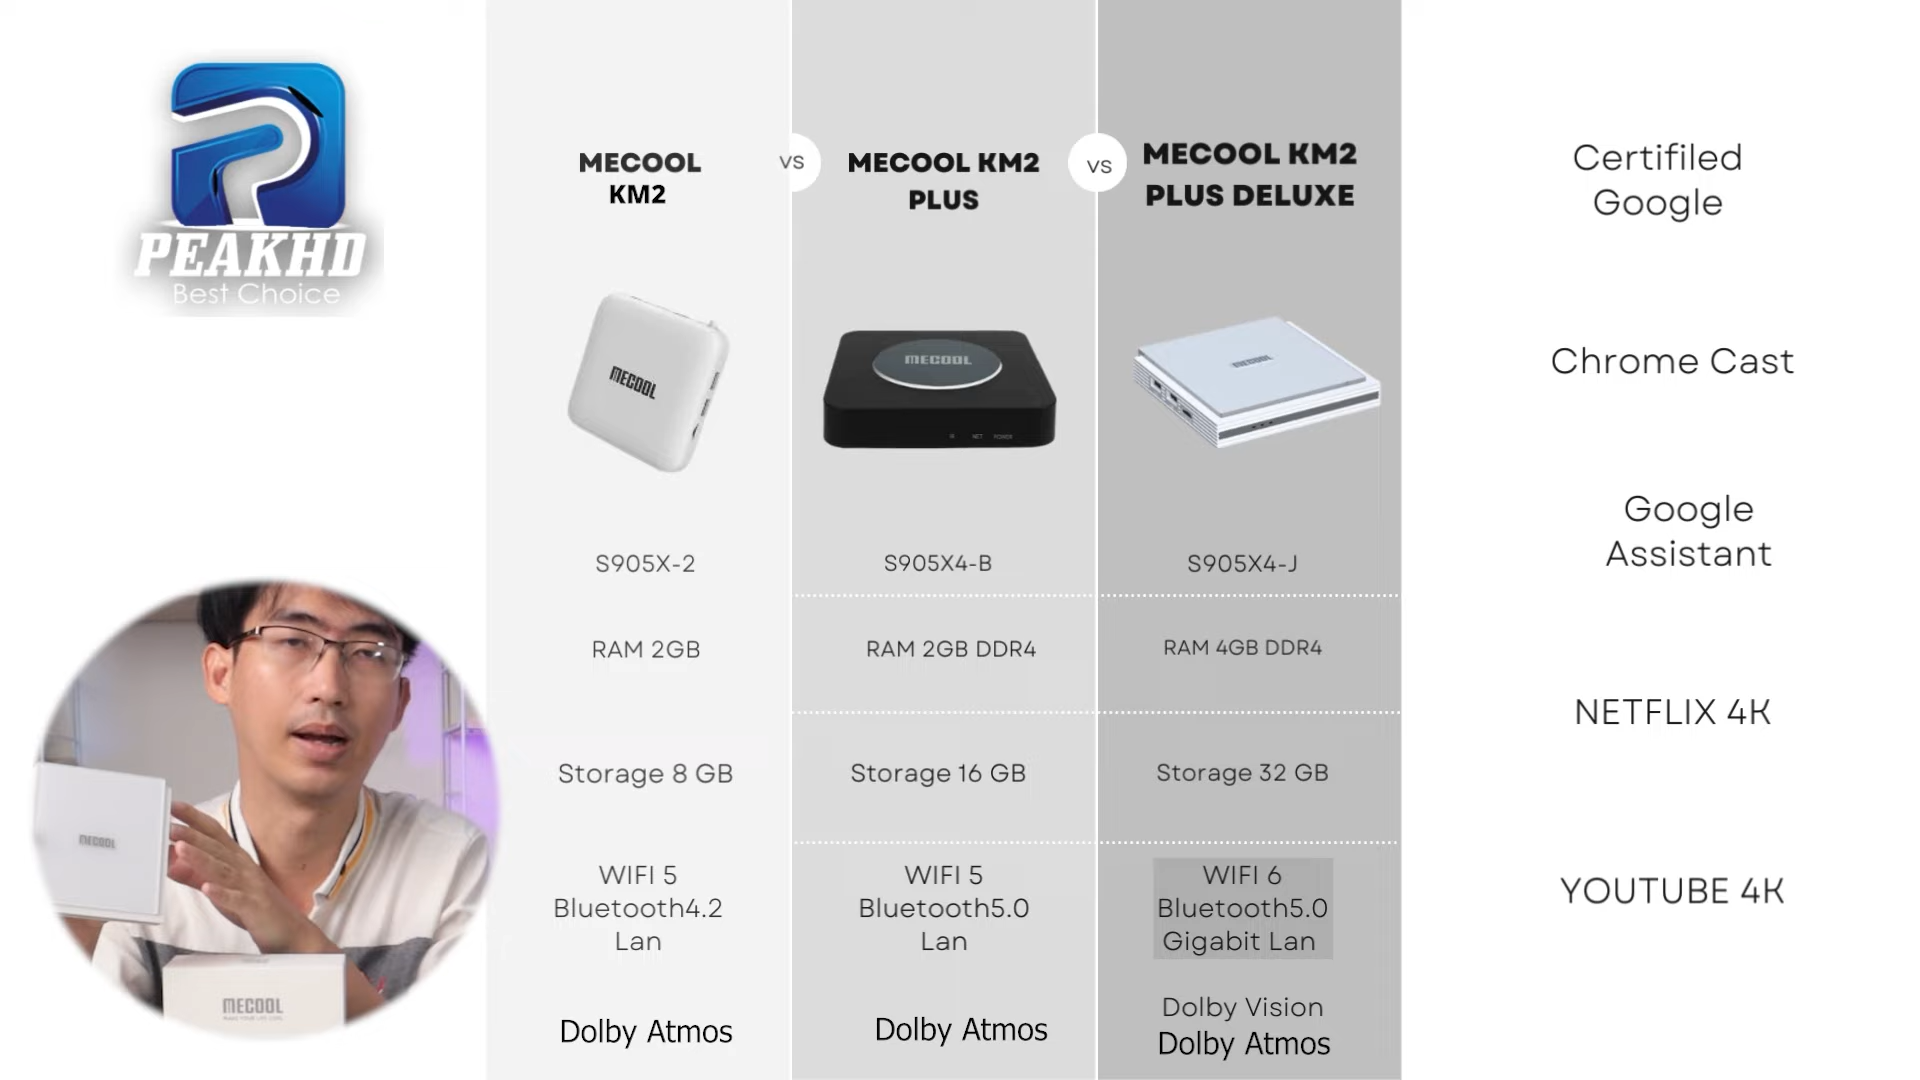 PEAKHD
Best Choice
MECOOL
KM2
VS
MECOOL KM2
PLUS
VS
MECOOL KM2
PLUS DELUXE
MECOOL
MECOOL
NET
POWER
MECOOL
S905X-2
S905X4-B
S905X4-J
RAM 2GB
RAM 2GB DDR4
RAM 4GB DDR4
Storage 8 GB
Storage 16 GB
Storage 32 GB
WIFI 5
Bluetooth4.2
Lan
WIFI 5
Bluetooth5.0
Lan
WIFI 6
Bluetooth5.0
Gigabit Lan
Dolby Atmos
Dolby Atmos
Dolby Vision
Dolby Atmos
Certifiled
Google
Chrome Cast
Google
Assistant
NETFLIX 4K
YOUTUBE 4K
MECOOL
MECOOL